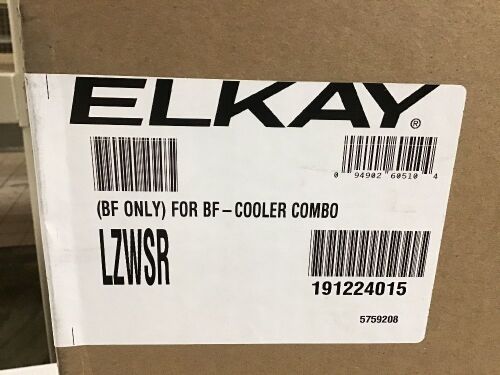 ELKAY®
0 94902 60510 4
(BF ONLY) FOR BF-COOLER COMBO
LZWSR
191224015
5759208